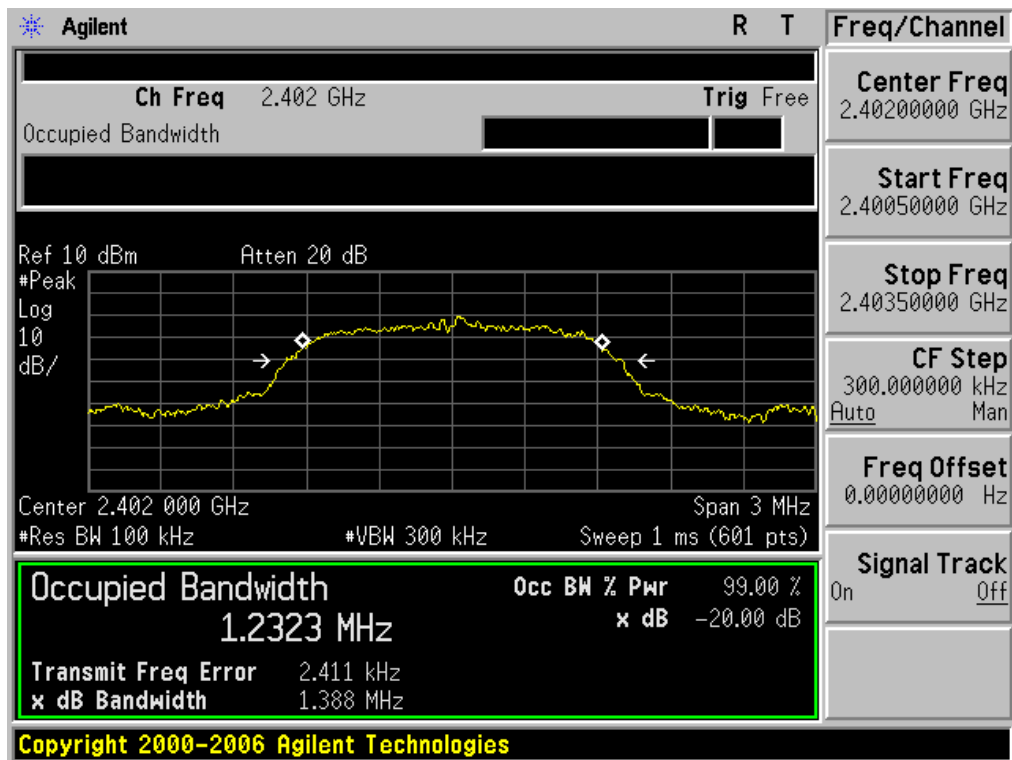 Agilent R T
Ch Freq 2.402 GHz Trig Free
Occupied Bandwidth
Ref 10 dBm Atten 20 dB
#Peak
Log
10
dB/
Center 2.402 000 GHz Span 3 MHz
#Res BW 100 kHz #VBW 300 kHz Sweep 1 ms (601 pts)
Occupied Bandwidth Occ BW % Pwr 99.00 %
1.2323 MHz x dB -20.00 dB
Transmit Freq Error 2.411 kHz
x dB Bandwidth 1.388 MHz
Copyright 2000-2006 Agilent Technologies
Freq/Channel
Center Freq
2.40200000 GHz
Start Freq
2.40050000 GHz
Stop Freq
2.40350000 GHz
CF Step
300.000000 kHz
Auto Man
Freq Offset
0.00000000 Hz
Signal Track
On Off